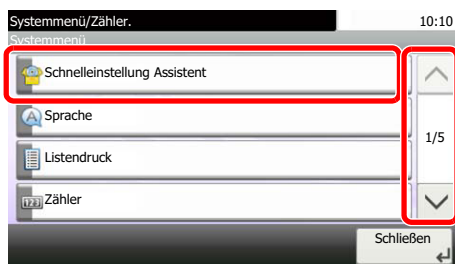 Systemmenü/Zähler.
10:10
Systemmenü
Schnelleinstellung Assistent
Sprache
1/5
Listendruck
Zähler
Schließen